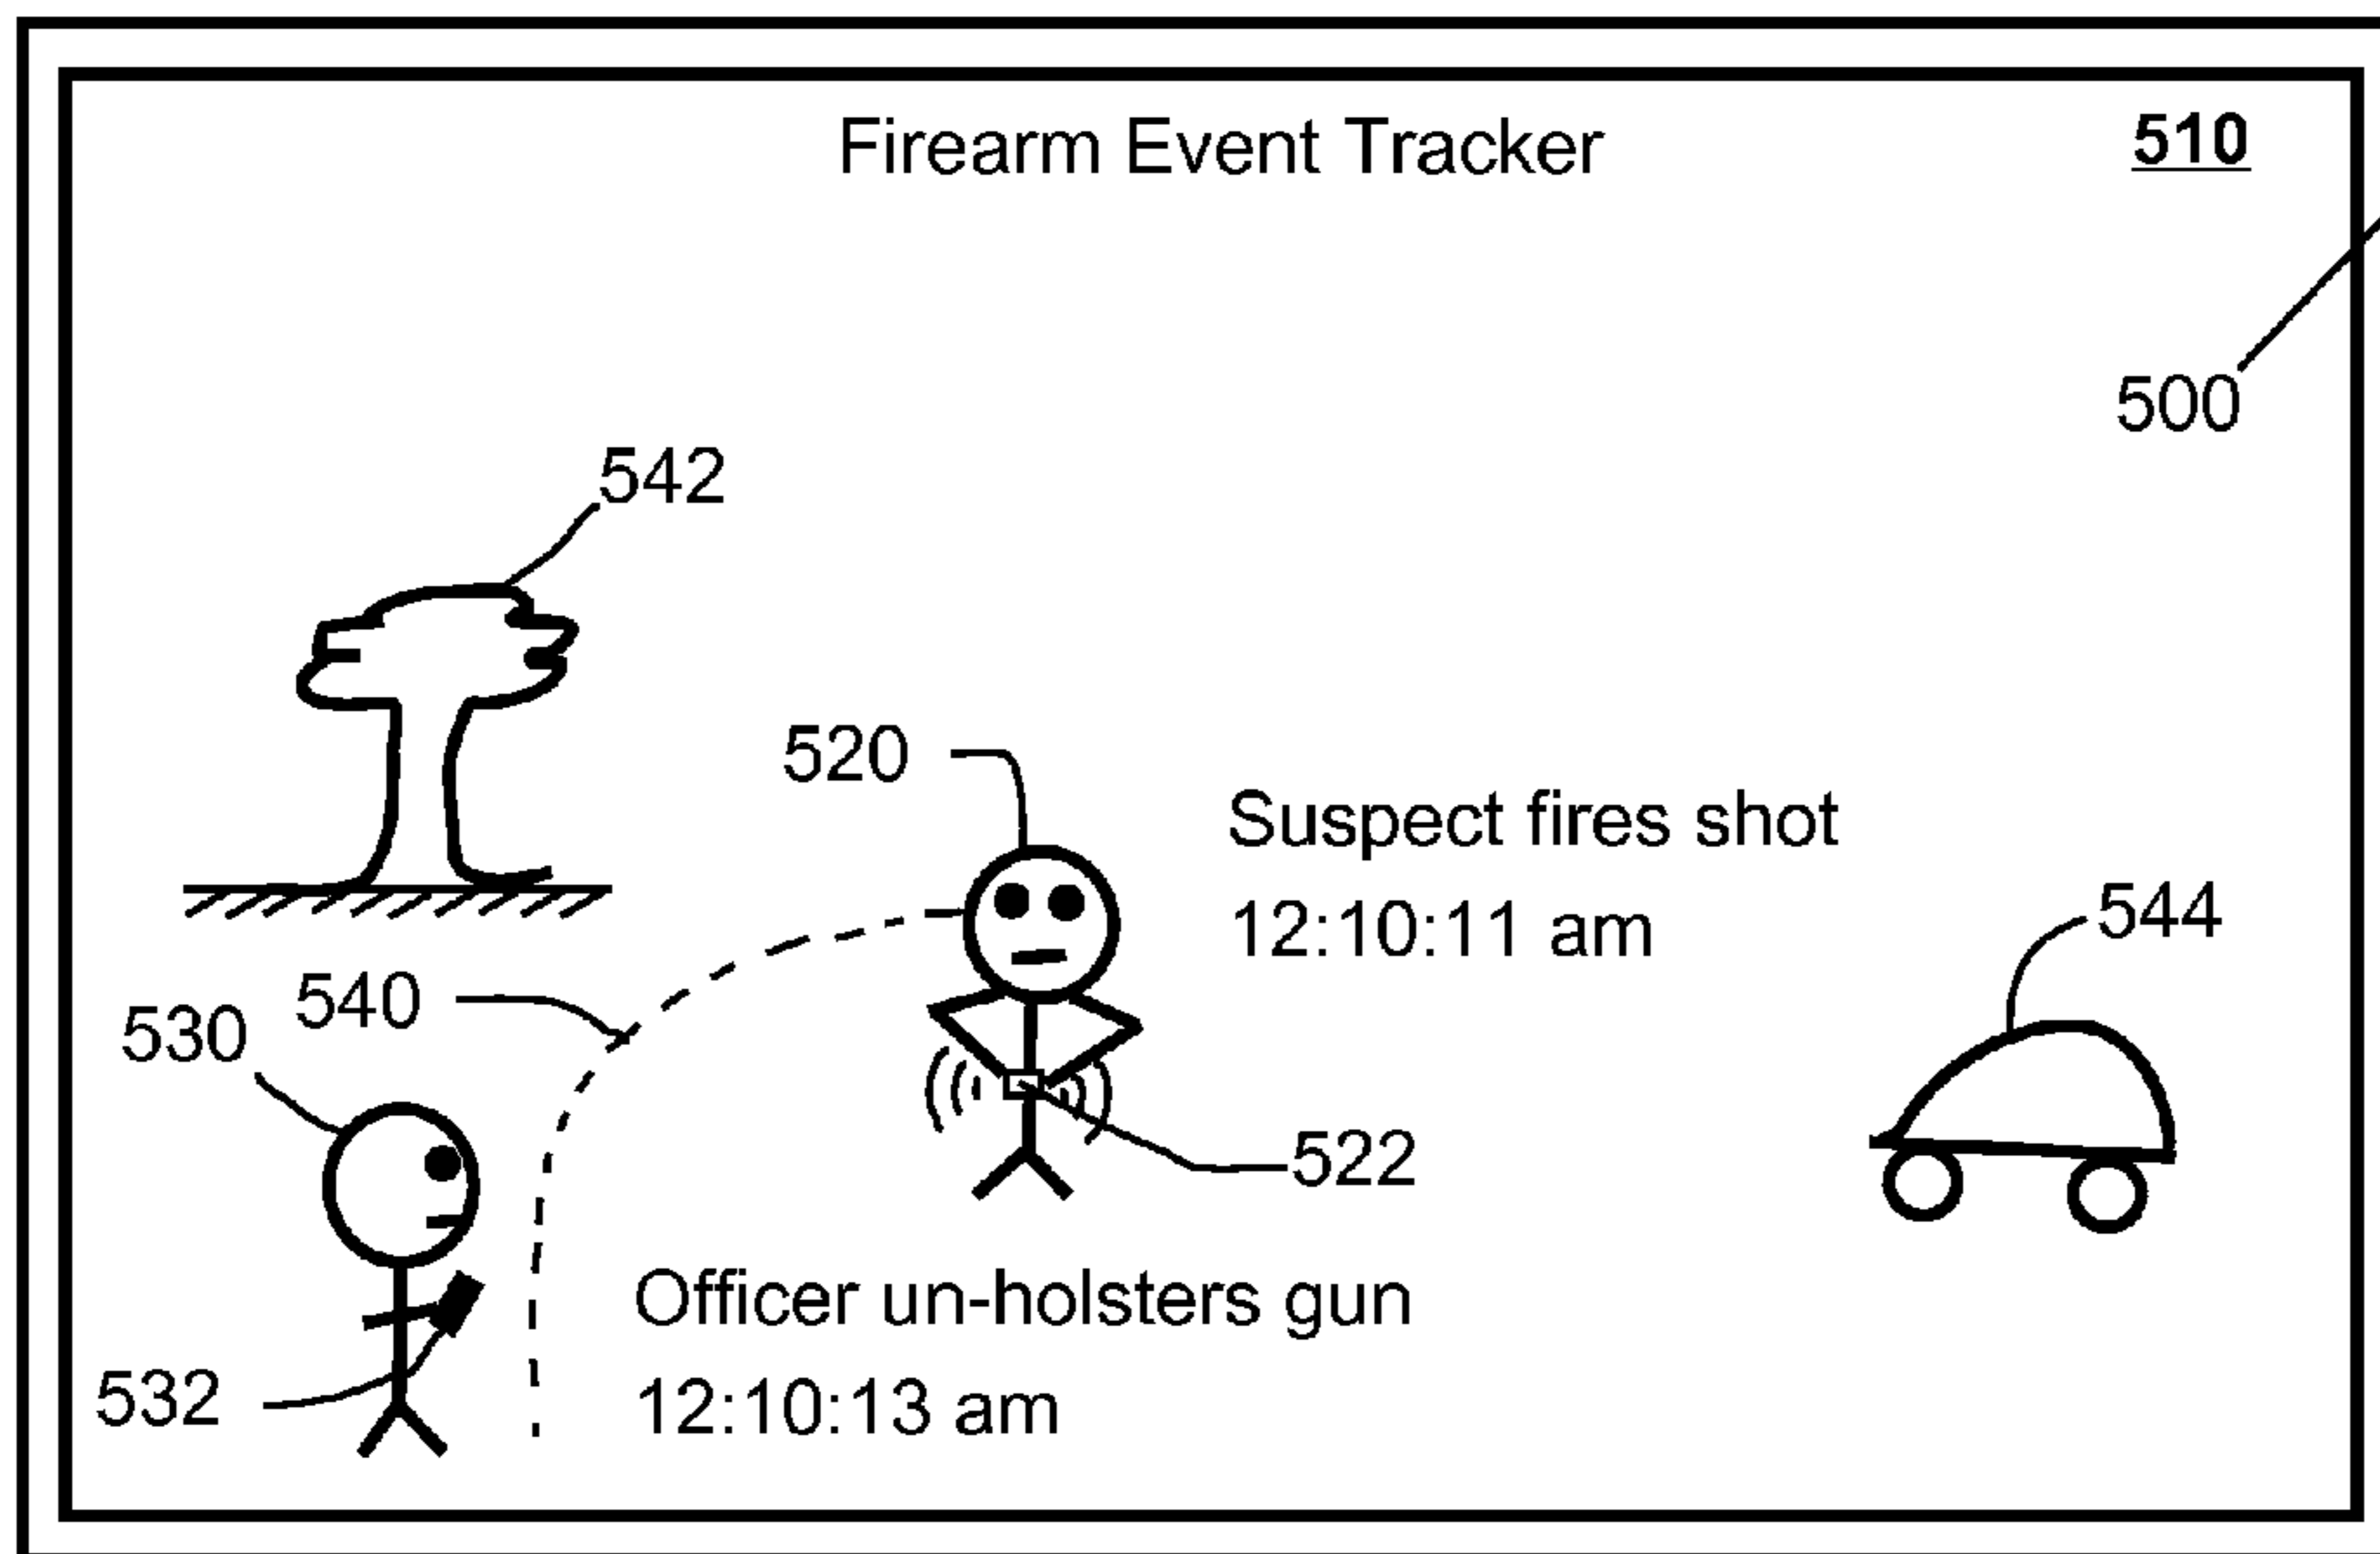 Firearm Event Tracker
510
500
542
520
Suspect fires shot
12:10:11 am
544
540
530
522
Officer un-holsters gun
12:10:13 am
532